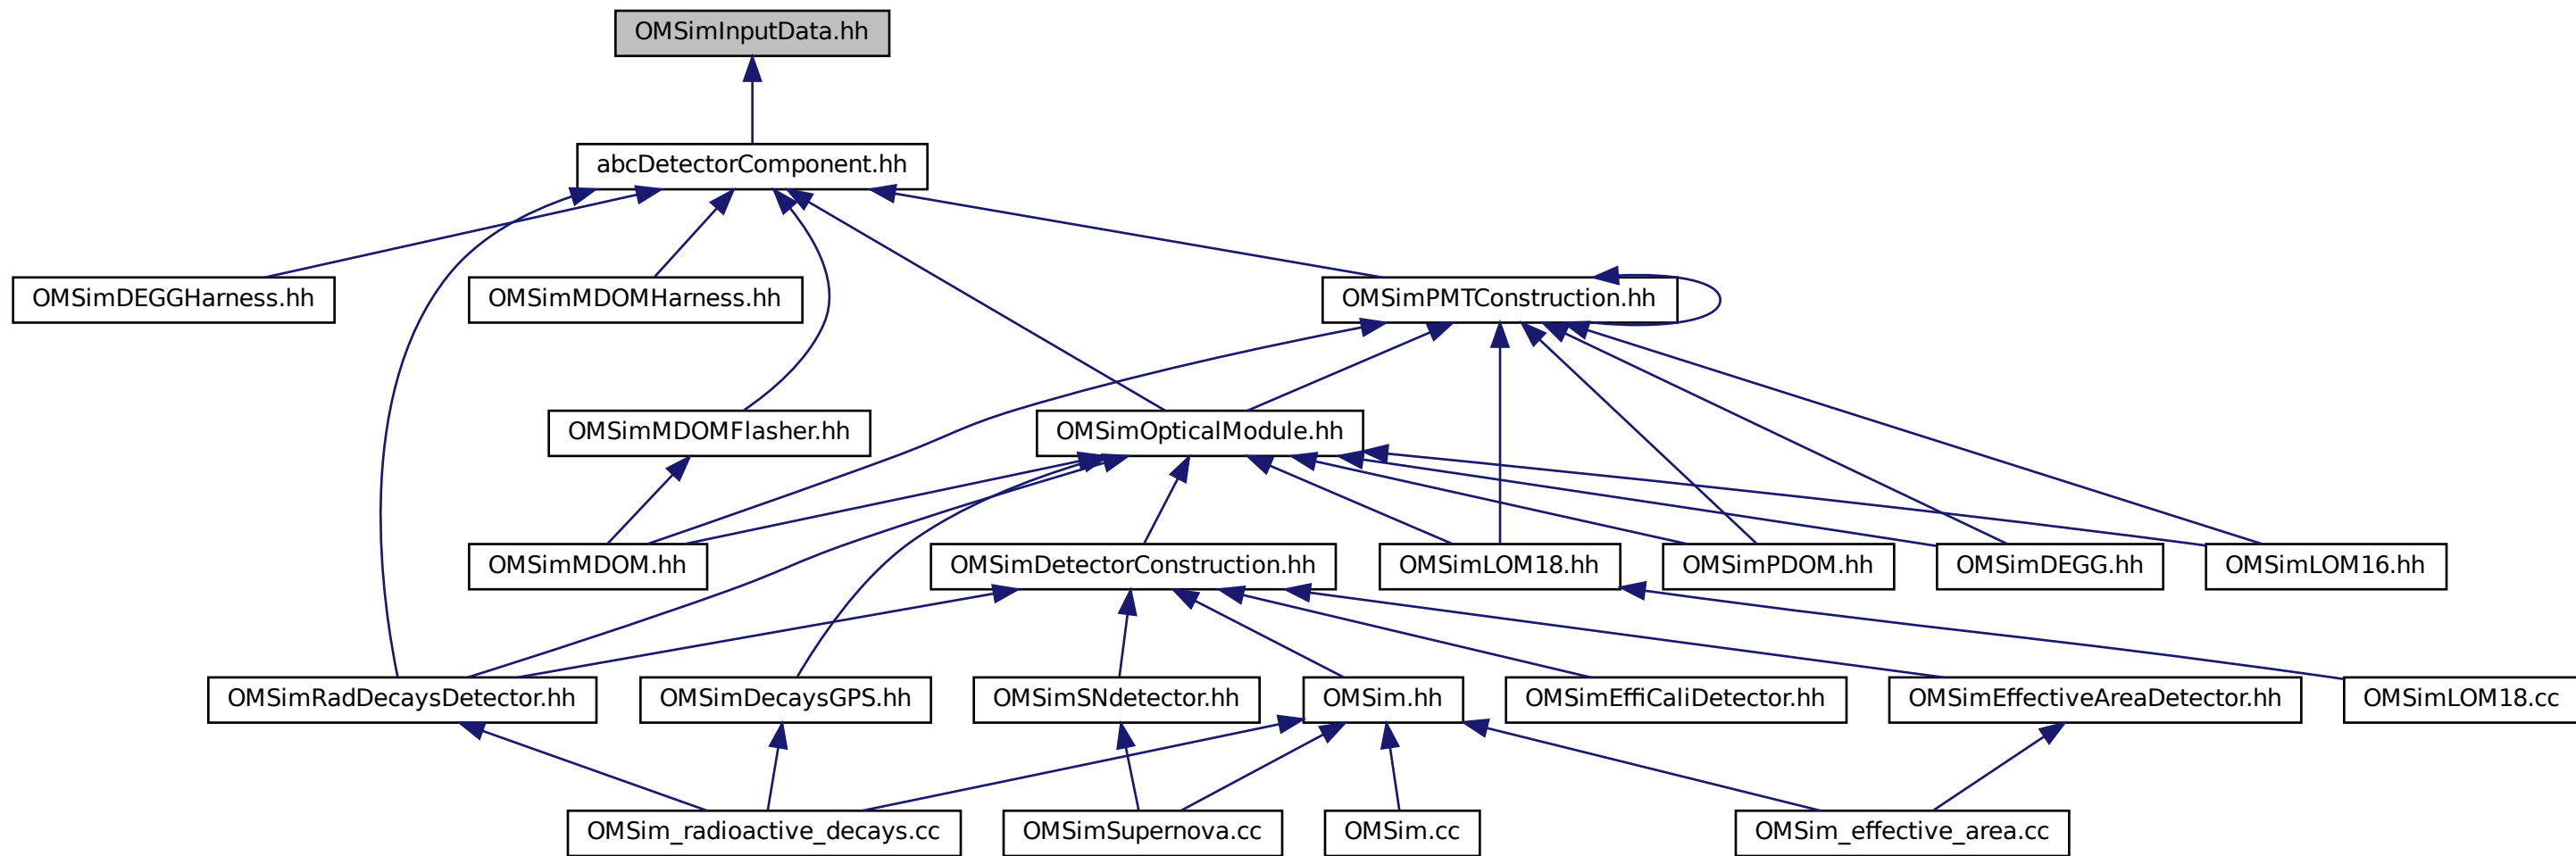 OMSimInputData.hh
abcDetectorComponent.hh
OMSimDEGGHarness.hh
OMSimMDOMHarness.hh
OMSimPMTConstruction.hh
OMSimMDOMFlasher.hh
OMSimOpticalModule.hh
OMSimMDOM.hh
OMSimDetectorConstruction.hh
OMSimLOM18.hh
OMSimPDOM.hh
OMSimDEGG.hh
OMSimLOM16.hh
OMSimRadDecaysDetector.hh
OMSimDecaysGPS.hh
OMSimSNdetector.hh
OMSim.hh
OMSimEffiCaliDetector.hh
OMSimEffectiveAreaDetector.hh
OMSimLOM18.cc
OMSim_radioactive_decays.cc
OMSimSupernova.cc
OMSim.cc
OMSim_effective_area.cc